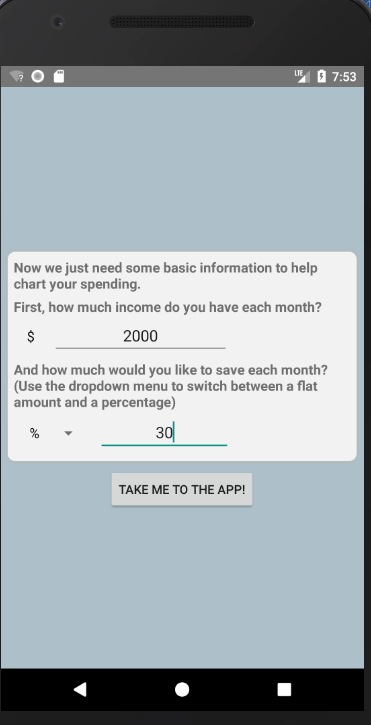 LTE 7:53
Now we just need some basic information to help
chart your spending.
First, how much income do you have each month?
$ 2000
And how much would you like to save each month?
(Use the dropdown menu to switch between a flat
amount and a percentage)
% 30
TAKE ME TO THE APP!